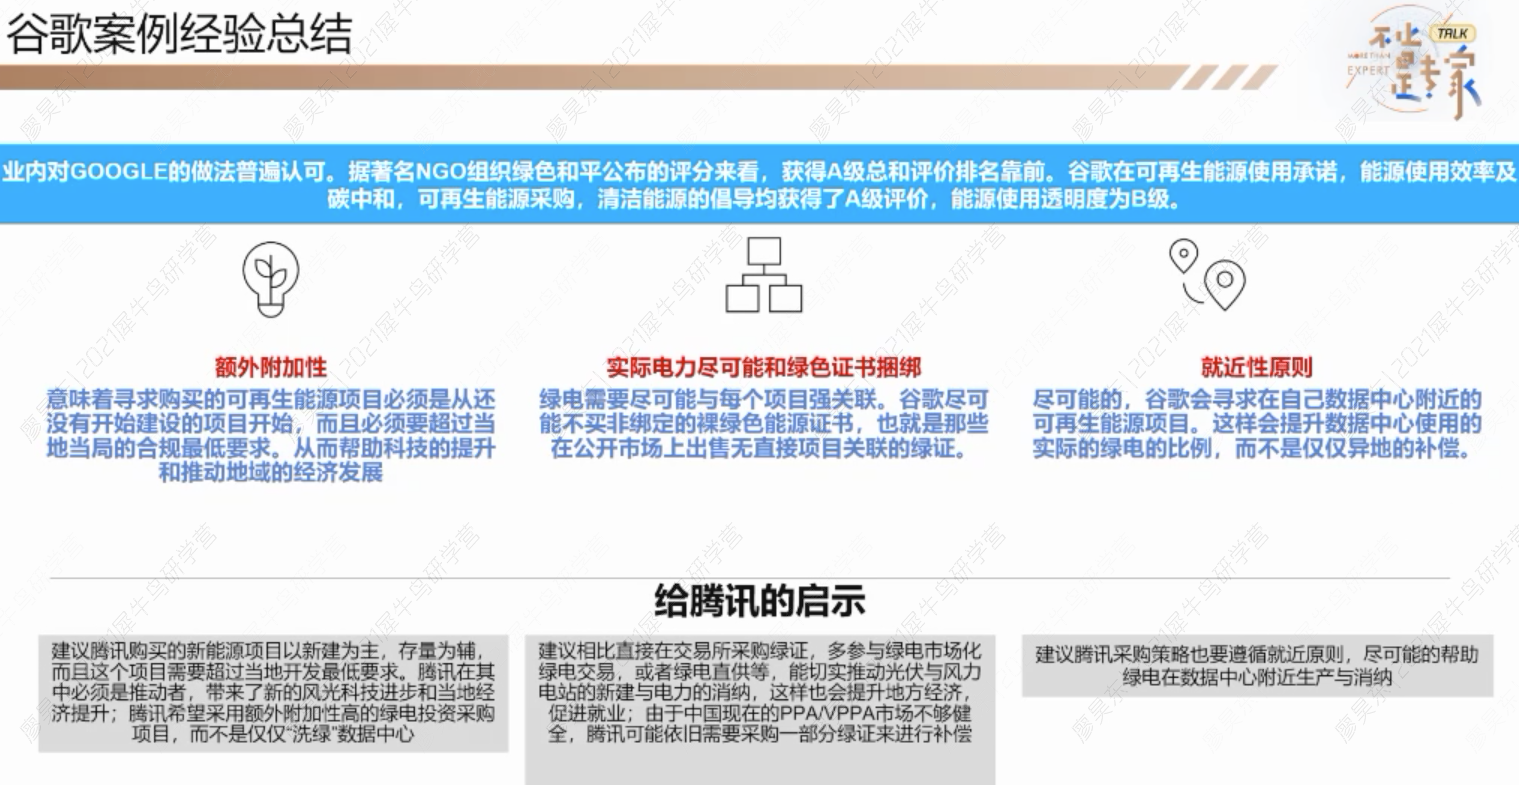 谷歌案例经验总结
不止
TALK
MORE THAN
EXPERT
是专家
业内对GOOGLE的做法普遍认可。据著名NGO组织绿色和平公布的评分来看，获得A级总和评价排名靠前。谷歌在可再生能源使用承诺，能源使用效率及
碳中和，可再生能源采购，清洁能源的倡导均获得了A级评价，能源使用透明度为B级。
额外附加性
意味着寻求购买的可再生能源项目必须是从还
没有开始建设的项目开始，而且必须要超过当
地当局的合规最低要求。从而帮助科技的提升
和推动地域的经济发展
实际电力尽可能和绿色证书捆绑
绿电需要尽可能与每个项目强关联。谷歌尽可
能不买非绑定的裸绿色能源证书，也就是那些
在公开市场上出售无直接项目关联的绿证。
就近性原则
尽可能的，谷歌会寻求在自己数据中心附近的
可再生能源项目。这样会提升数据中心使用的
实际的绿电的比例，而不是仅仅异地的补偿。
给腾讯的启示
建议腾讯购买的新能源项目以新建为主，存量为辅，
而且这个项目需要超过当地开发最低要求。腾讯在其
中必须是推动者，带来了新的风光科技进步和当地经
济提升；腾讯希望采用额外附加性高的绿电投资采购
项目，而不是仅仅“洗绿”数据中心
建议相比直接在交易所采购绿证，多参与绿电市场化
绿电交易，或者绿电直供等，能切实推动光伏与风力
电站的新建与电力的消纳，这样也会提升地方经济，
促进就业；由于中国现在的PPA/VPPA市场不够健
全，腾讯可能依旧需要采购一部分绿证来进行补偿
建议腾讯采购策略也要遵循就近原则，尽可能的帮助
绿电在数据中心附近生产与消纳
廖昊东|2021犀牛鸟研学营